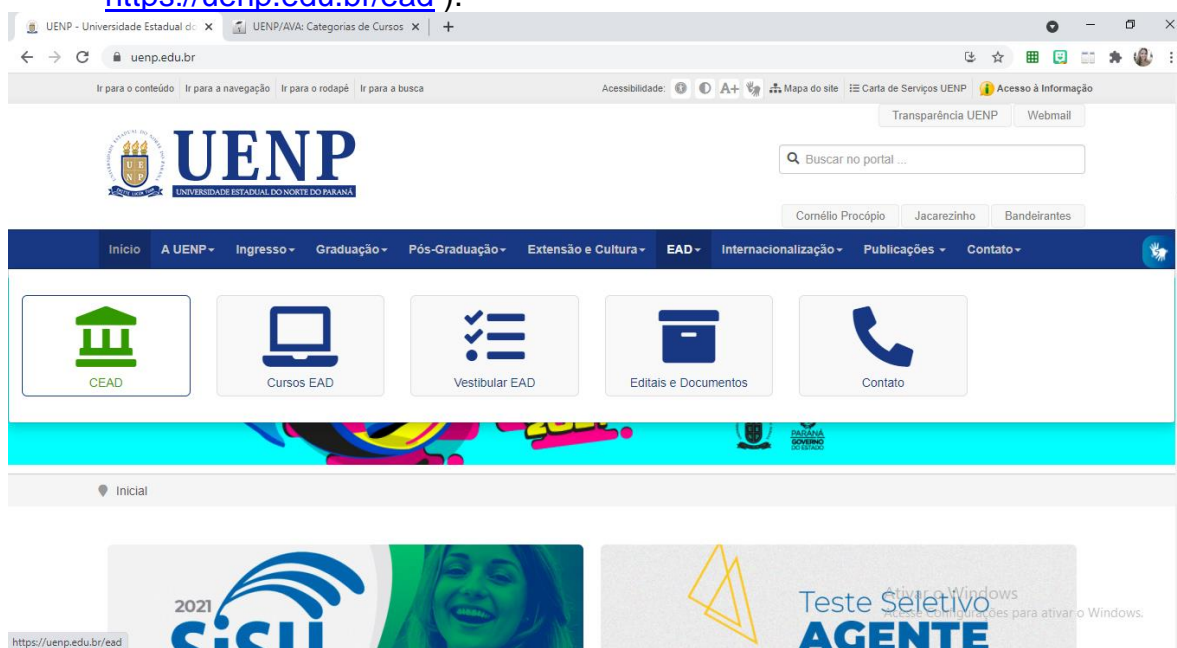 https://uenp.edu.br/ead ).
UENP - Universidade Estadual do
UENP/AVA: Categorias de Cursos
uenp.edu.br
Ir para o conteúdo Ir para a navegação Ir para o rodapé Ir para a busca
Acessibilidade: A+ Mapa do site Carta de Serviços UENP Acesso à Informação
Transparência UENP Webmail
UENP
UNIVERSIDADE ESTADUAL DO NORTE DO PARANÁ
Buscar no portal ...
Cornélio Procópio Jacarezinho Bandeirantes
Início A UENP Ingresso Graduação Pós-Graduação Extensão e Cultura EAD Internacionalização Publicações Contato
CEAD Cursos EAD Vestibular EAD Editais e Documentos Contato
PARANÁ
GOVERNO
DO ESTADO
Inicial
2021
SiSU
Teste Seletivo
AGENTE
Ativar o Windows
Acesse Configurações para ativar o Windows.
https://uenp.edu.br/ead